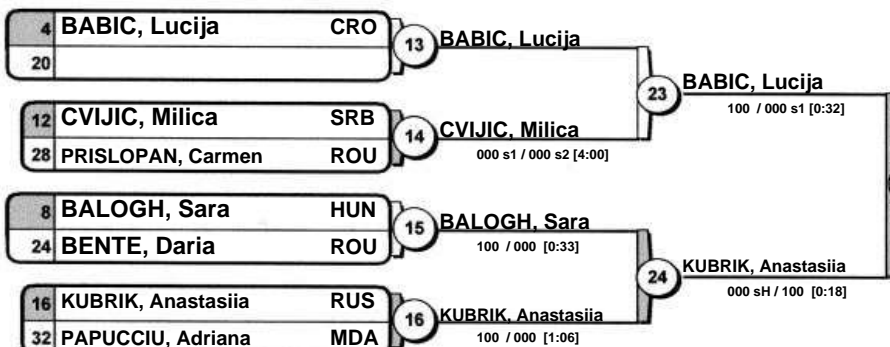 4 BABIC, Lucija CRO
20
13
BABIC, Lucija
12 CVIJIC, Milica SRB
28 PRISLOPAN, Carmen ROU
14
CVIJIC, Milica
000 s1 / 000 s2 [4:00]
23
BABIC, Lucija
100 / 000 s1 [0:32]
8 BALOGH, Sara HUN
24 BENTE, Daria ROU
15
BALOGH, Sara
100 / 000 [0:33]
16 KUBRIK, Anastasiia RUS
32 PAPUCCIU, Adriana MDA
16
KUBRIK, Anastasiia
100 / 000 [1:06]
24
KUBRIK, Anastasiia
000 sH / 100 [0:18]